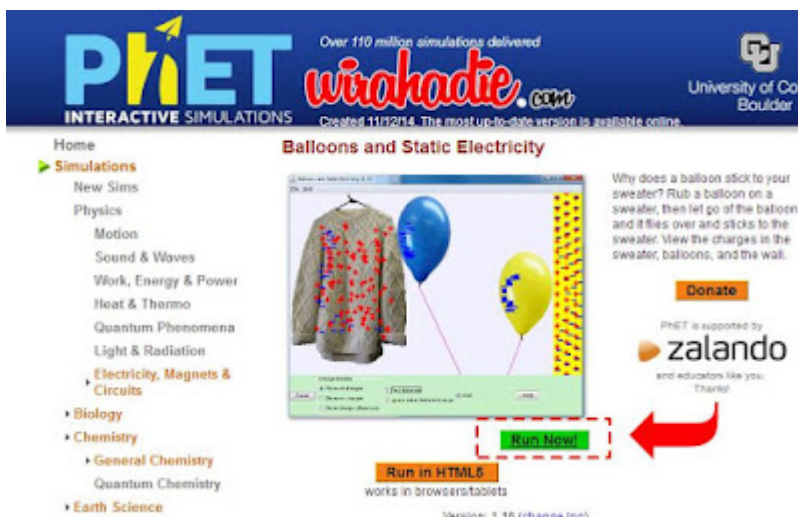 PhET
INTERACTIVE SIMULATIONS
Over 110 million simulations delivered
wirahadie.com
Created 11/12/14. The most up-to-date version is available online.
CU
University of Co
Boulder
Home
Simulations
New Sims
Physics
Motion
Sound & Waves
Work, Energy & Power
Heat & Thermo
Quantum Phenomena
Light & Radiation
Electricity, Magnets &
Circuits
Biology
Chemistry
General Chemistry
Quantum Chemistry
Earth Science
Balloons and Static Electricity
Why does a balloon stick to your
sweater? Rub a balloon on a
sweater, then let go of the balloon
and it flies over and sticks to the
sweater. View the charges in the
sweater, balloons, and the wall.
Donate
PhET is supported by
zalando
and educators like you.
Thanks!
Run Now!
Run in HTML5
works in browsers/tablets
Version: 1.10 (change log)